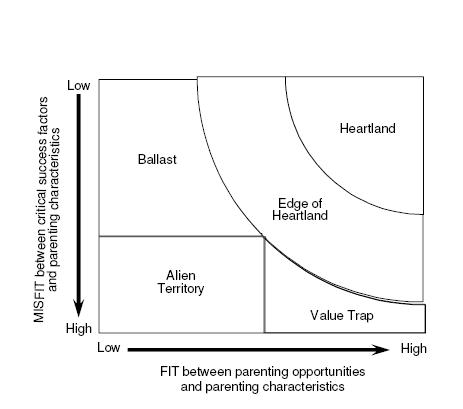 Low
Heartland
Ballast
Edge of
Heartland
MISFIT between critical success factors
and parenting characteristics
Alien
Territory
Value Trap
High
Low
High
FIT between parenting opportunities
and parenting characteristics